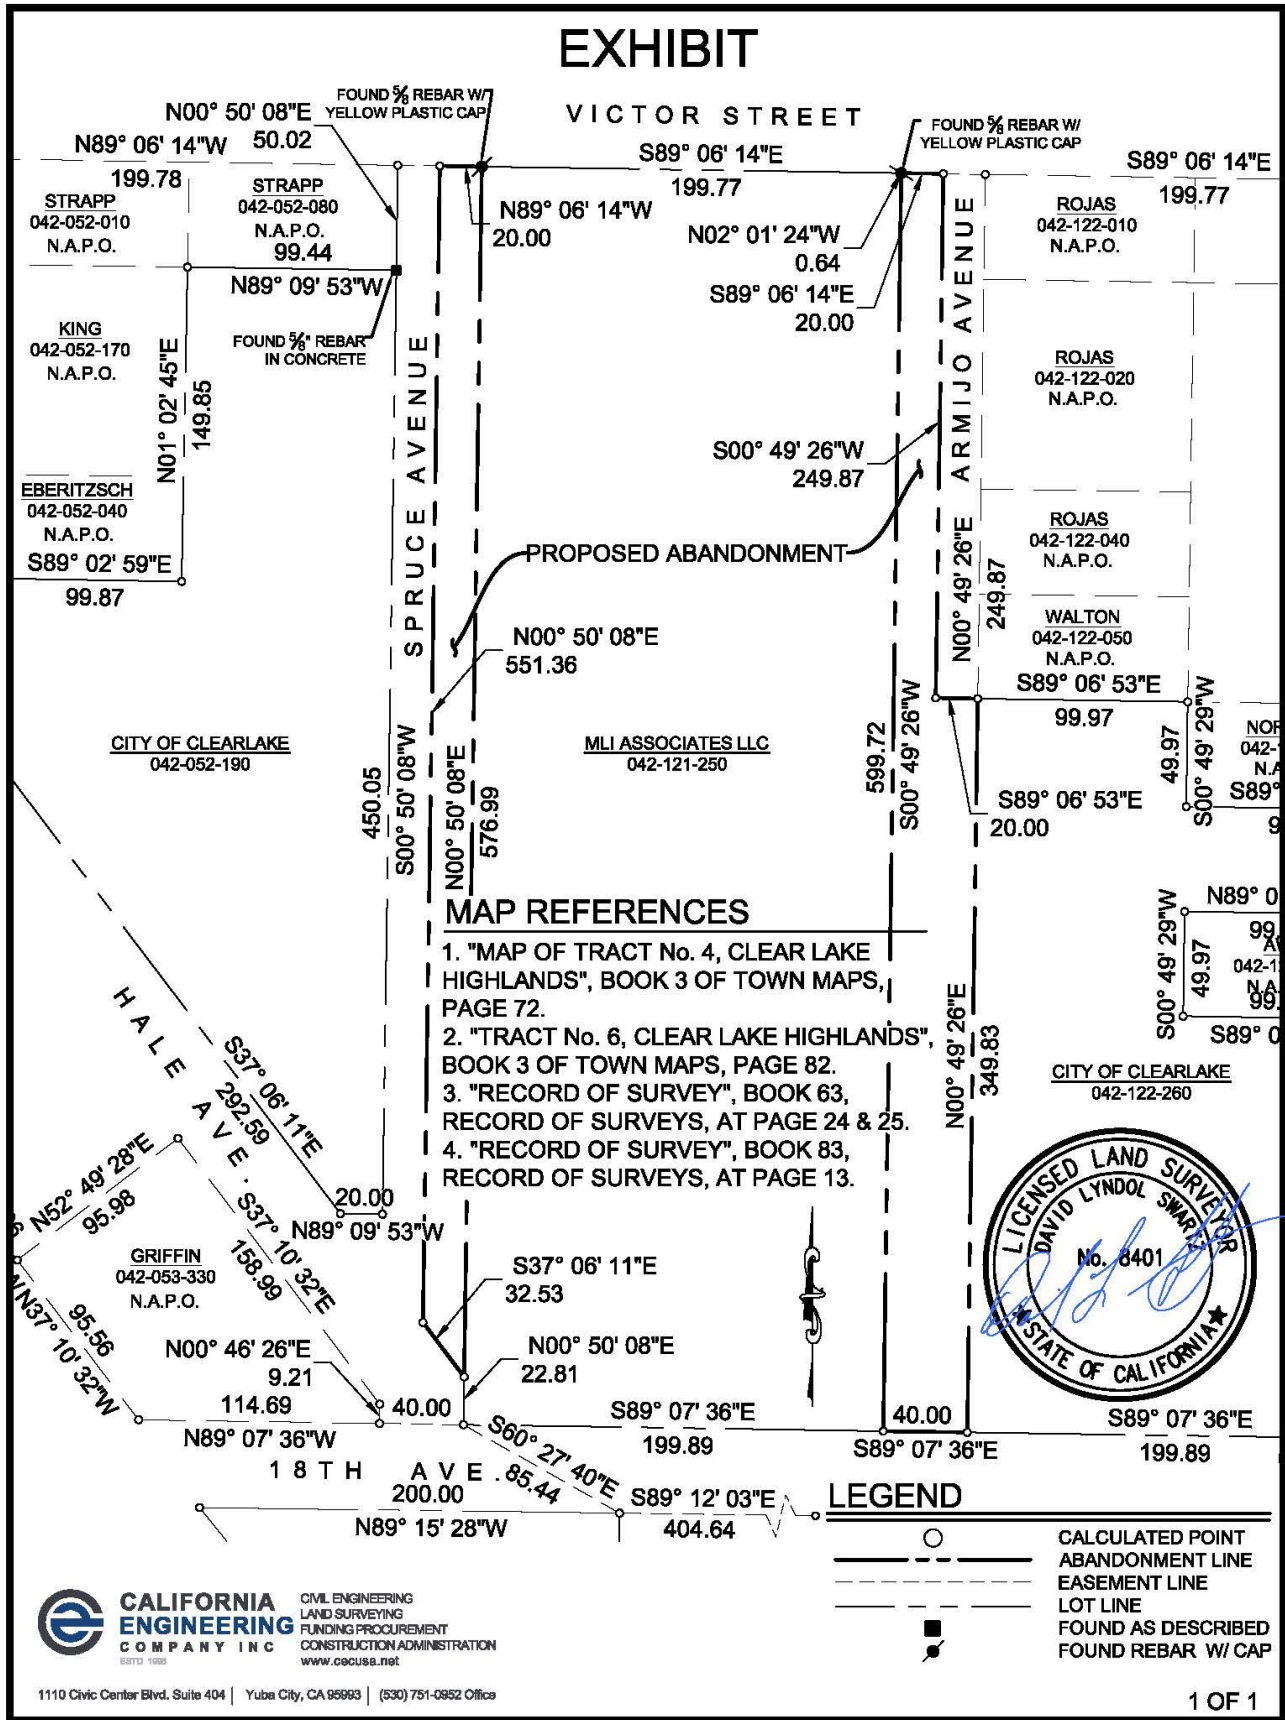 EXHIBIT
VICTOR STREET
FOUND ⅝ REBAR W/
YELLOW PLASTIC CAP
N00° 50' 08"E
50.02
N89° 06' 14"W
199.78
FOUND ⅝ REBAR W/
YELLOW PLASTIC CAP
S89° 06' 14"E
199.77
S89° 06' 14"E
199.77
STRAPP
042-052-010
N.A.P.O.
STRAPP
042-052-080
N.A.P.O.
99.44
N89° 09' 53"W
N89° 06' 14"W
20.00
N02° 01' 24"W
0.64
S89° 06' 14"E
20.00
ROJAS
042-122-010
N.A.P.O.
KING
042-052-170
N.A.P.O.
FOUND ⅝" REBAR
IN CONCRETE
N01° 02' 45"E
149.85
SPRUCE AVENUE
ARMIJO AVENUE
ROJAS
042-122-020
N.A.P.O.
S00° 49' 26"W
249.87
EBERITZSCH
042-052-040
N.A.P.O.
S89° 02' 59"E
99.87
PROPOSED ABANDONMENT
ROJAS
042-122-040
N.A.P.O.
N00° 49' 26"E
249.87
WALTON
042-122-050
N.A.P.O.
N00° 50' 08"E
551.36
S89° 06' 53"E
99.97
CITY OF CLEARLAKE
042-052-190
MLI ASSOCIATES LLC
042-121-250
450.05
S00° 50' 08"W
N00° 50' 08"E
576.99
599.72
S00° 49' 26"W
S89° 06' 53"E
20.00
49.97
S00° 49' 29"W
NOR
042-
N.A
S89°
9
MAP REFERENCES
1. "MAP OF TRACT No. 4, CLEAR LAKE
HIGHLANDS", BOOK 3 OF TOWN MAPS,
PAGE 72.
2. "TRACT No. 6, CLEAR LAKE HIGHLANDS",
BOOK 3 OF TOWN MAPS, PAGE 82.
3. "RECORD OF SURVEY", BOOK 63,
RECORD OF SURVEYS, AT PAGE 24 & 25.
4. "RECORD OF SURVEY", BOOK 83,
RECORD OF SURVEYS, AT PAGE 13.
N89° 0
99.
042-1
N.A.
99.
S89° 0
S00° 49' 29"W
49.97
N00° 49' 26"E
349.83
CITY OF CLEARLAKE
042-122-260
HALE AVE.
S37° 06' 11"E
292.59
N52° 49' 28"E
95.98
20.00
N89° 09' 53"W
S37° 10' 32"E
158.99
GRIFFIN
042-053-330
N.A.P.O.
95.56
N37° 10' 32"W
S37° 06' 11"E
32.53
LICENSED LAND SURVEYOR
DAVID LYNDOL SWARTZ
No. 8401
STATE OF CALIFORNIA
N00° 46' 26"E
9.21
N00° 50' 08"E
22.81
114.69
N89° 07' 36"W
40.00
S89° 07' 36"E
199.89
40.00
S89° 07' 36"E
S89° 07' 36"E
199.89
18TH AVE.
S60° 27' 40"E
85.44
200.00
N89° 15' 28"W
S89° 12' 03"E
404.64
LEGEND
CALCULATED POINT
ABANDONMENT LINE
EASEMENT LINE
LOT LINE
FOUND AS DESCRIBED
FOUND REBAR W/ CAP
CALIFORNIA
ENGINEERING
COMPANY INC
ESTD 1986
CIVIL ENGINEERING
LAND SURVEYING
FUNDING PROCUREMENT
CONSTRUCTION ADMINISTRATION
www.cecusa.net
1110 Civic Center Blvd. Suite 404 | Yuba City, CA 95993 | (530) 751-0952 Office
1 OF 1